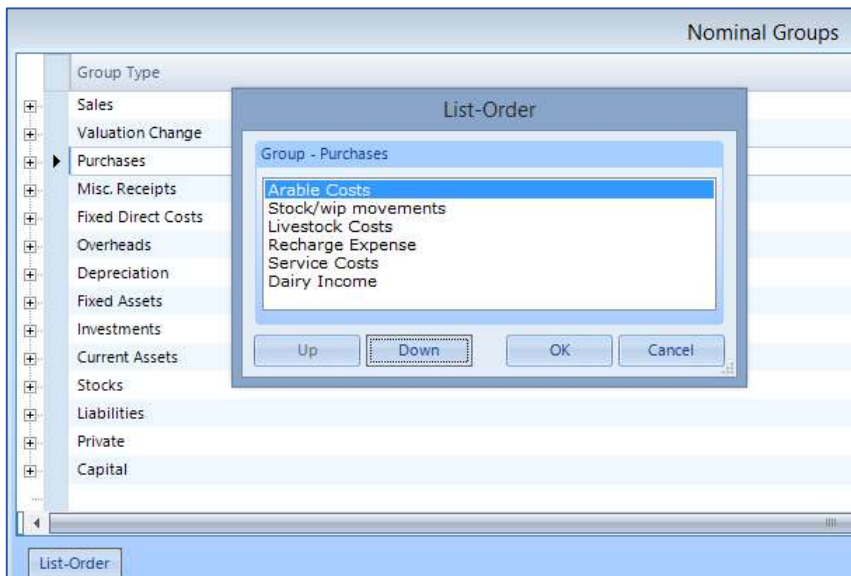 Nominal Groups
Group Type
Sales
Valuation Change
Purchases
Misc. Receipts
Fixed Direct Costs
Overheads
Depreciation
Fixed Assets
Investments
Current Assets
Stocks
Liabilities
Private
Capital
List-Order
Group - Purchases
Arable Costs
Stock/wip movements
Livestock Costs
Recharge Expense
Service Costs
Dairy Income
Up Down OK Cancel
List-Order